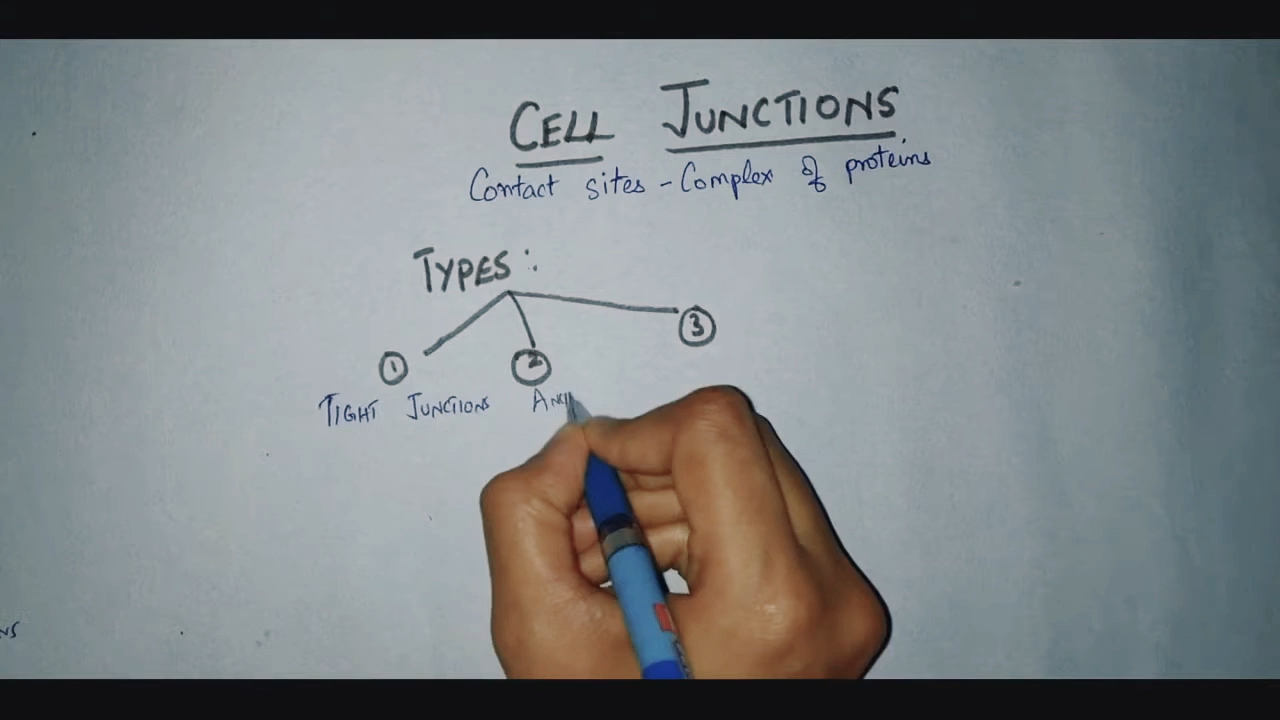 CELL JUNCTIONS
Contact sites - Complex of proteins
TYPES :
① ② ③
TIGHT JUNCTIONS